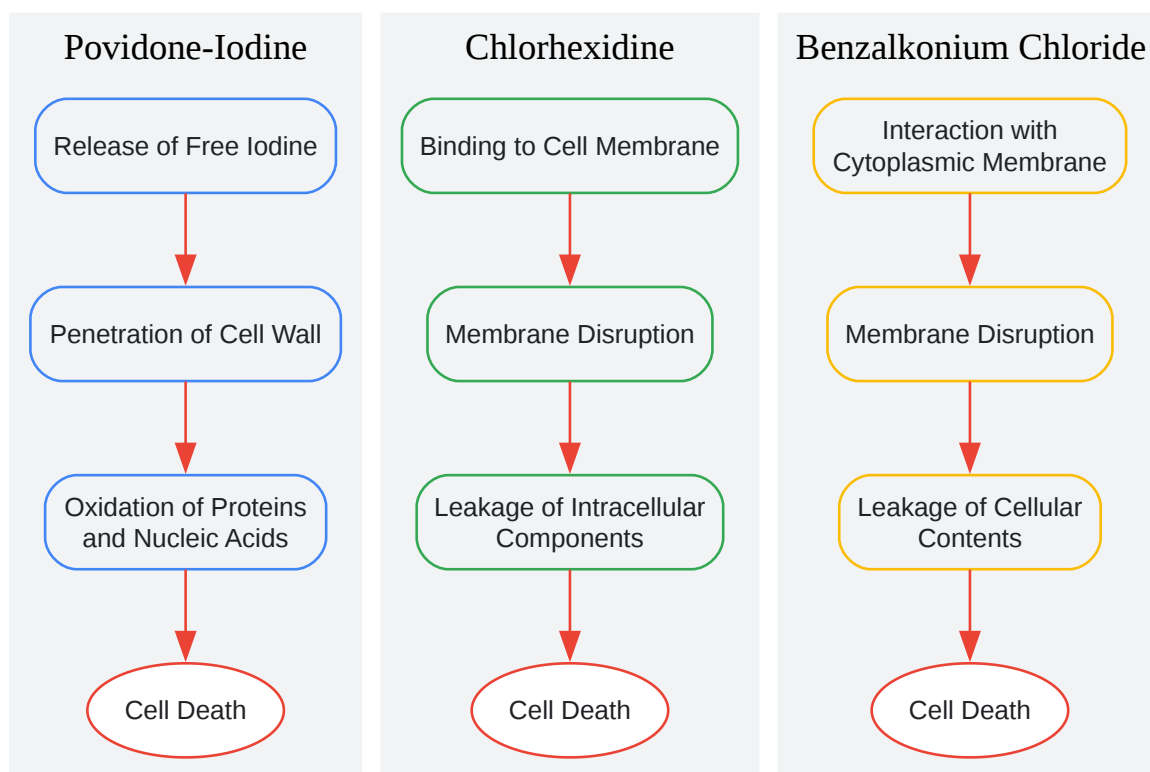 Povidone-Iodine
Release of Free Iodine
Penetration of Cell Wall
Oxidation of Proteins
and Nucleic Acids
Cell Death
Chlorhexidine
Binding to Cell Membrane
Membrane Disruption
Leakage of Intracellular
Components
Cell Death
Benzalkonium Chloride
Interaction with
Cytoplasmic Membrane
Membrane Disruption
Leakage of Cellular
Contents
Cell Death